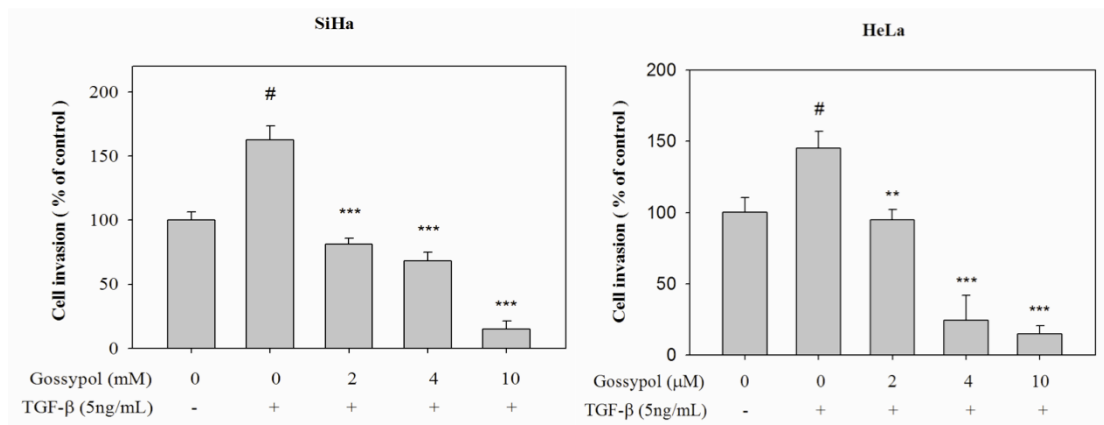 SiHa
Cell invasion ( % of control)
200
150
100
50
0
#
***
***
***
Gossypol (mM) 0 0 2 4 10
TGF-β (5ng/mL) - + + + +
HeLa
Cell invasion ( % of control)
200
150
100
50
0
#
**
***
***
Gossypol (μM) 0 0 2 4 10
TGF-β (5ng/mL) - + + + +